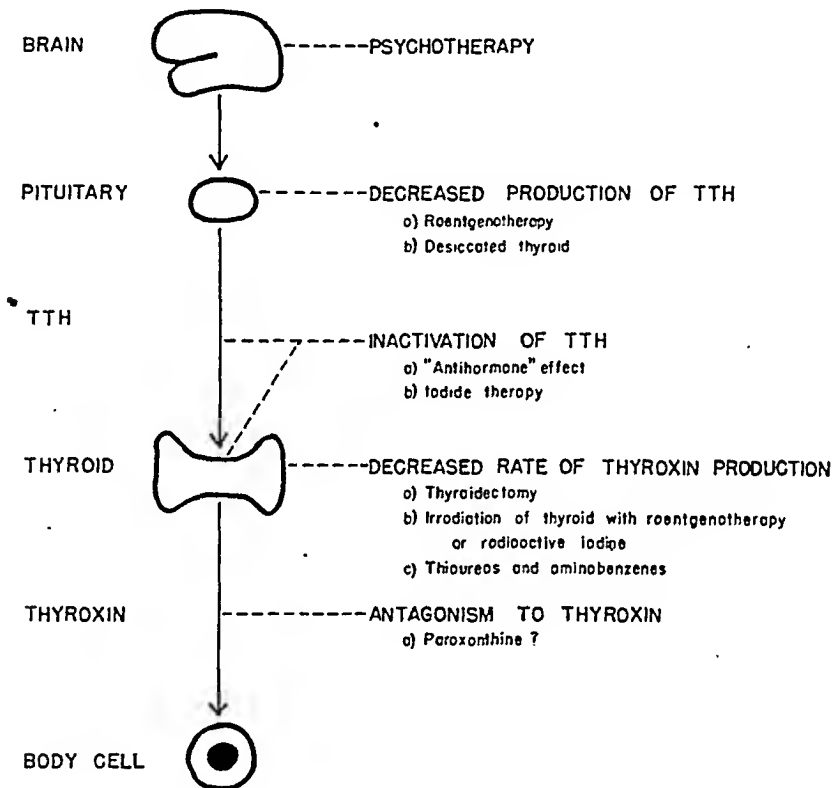 BRAIN
PSYCHOTHERAPY
PITUITARY
DECREASED PRODUCTION OF TTH
a) Roentgenotherapy
b) Desiccated thyroid
TTH
INACTIVATION OF TTH
a) "Antihormone" effect
b) Iodide therapy
THYROID
DECREASED RATE OF THYROXIN PRODUCTION
a) Thyroidectomy
b) Irradiation of thyroid with roentgenotherapy
or radioactive iodine
c) Thioureas and aminobenzenes
THYROXIN
ANTAGONISM TO THYROXIN
a) Paraxanthine ?
BODY CELL